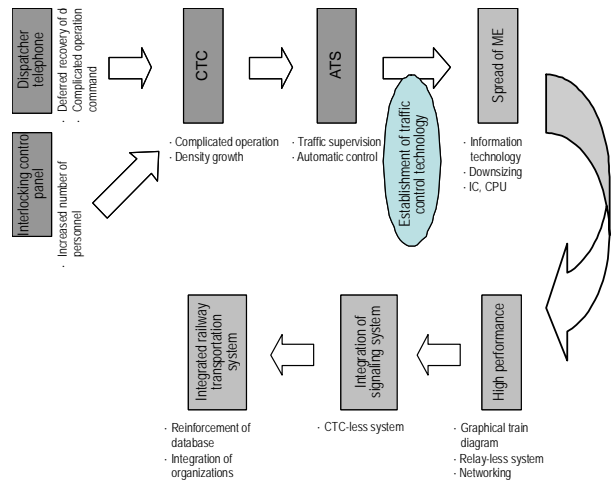 Dispatcher
telephone
· Deferred recovery of d
· Complicated operation
command
Interlocking control
panel
· Increased number of
personnel
CTC
· Complicated operation
· Density growth
ATS
· Traffic supervision
· Automatic control
Establishment of traffic
control technology
Spread of ME
· Information
technology
· Downsizing
· IC, CPU
High performance
· Graphical train
diagram
· Relay-less system
· Networking
Integration of
signaling system
· CTC-less system
Integrated railway
transportation
system
· Reinforcement of
database
· Integration of
organizations